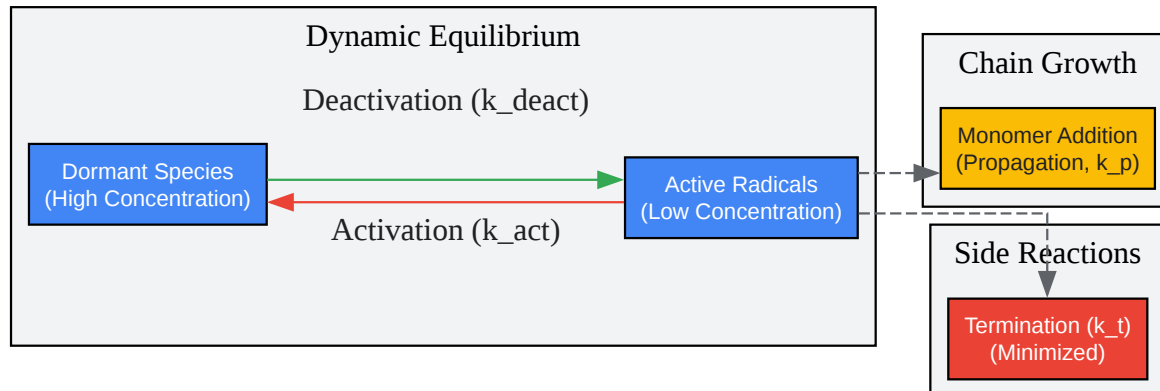 Dynamic Equilibrium
Deactivation (k_deact)
Dormant Species
(High Concentration)
Active Radicals
(Low Concentration)
Activation (k_act)
Chain Growth
Monomer Addition
(Propagation, k_p)
Side Reactions
Termination (k_t)
(Minimized)